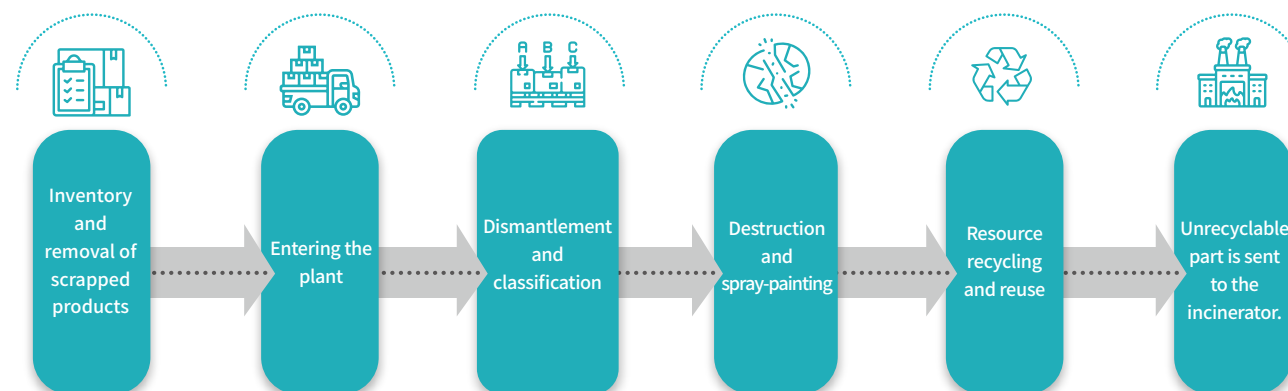 A B C
Inventory
and
removal of
scrapped
products
Entering the
plant
Dismantlement
and
classification
Destruction
and
spray-painting
Resource
recycling
and reuse
Unrecyclable
part is sent
to the
incinerator.